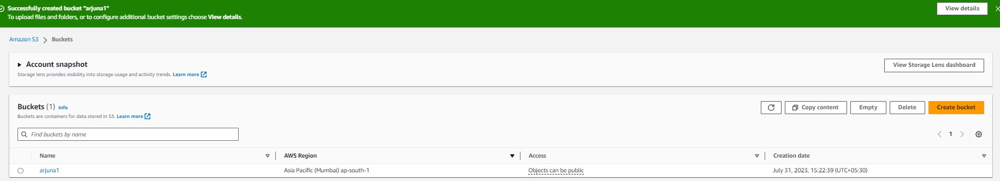 Successfully created bucket "arjuna1"
View details
To upload files and folders, or to configure additional bucket settings choose View details.
Amazon S3 > Buckets
Account snapshot
View Storage Lens dashboard
Storage lens provides visibility into storage usage and activity trends. Learn more
Buckets (1) Info
Copy content Empty Delete Create bucket
Buckets are containers for data stored in S3. Learn more
Find buckets by name
1
Name AWS Region Access Creation date
arjuna1 Asia Pacific (Mumbai) ap-south-1 Objects can be public July 31, 2023, 15:22:39 (UTC+05:30)